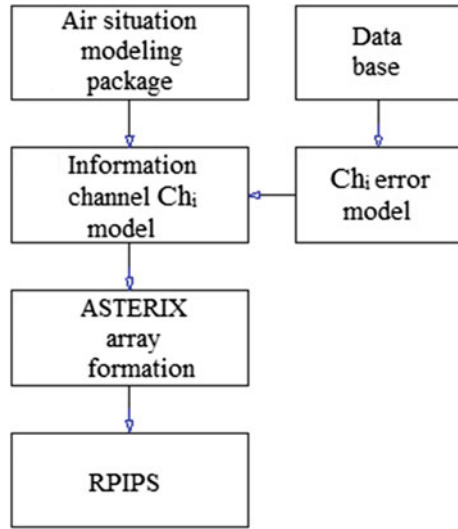 Air situation
modeling
package
Data
base
Information
channel Chi
model
Chi error
model
ASTERIX
array
formation
RPIPS